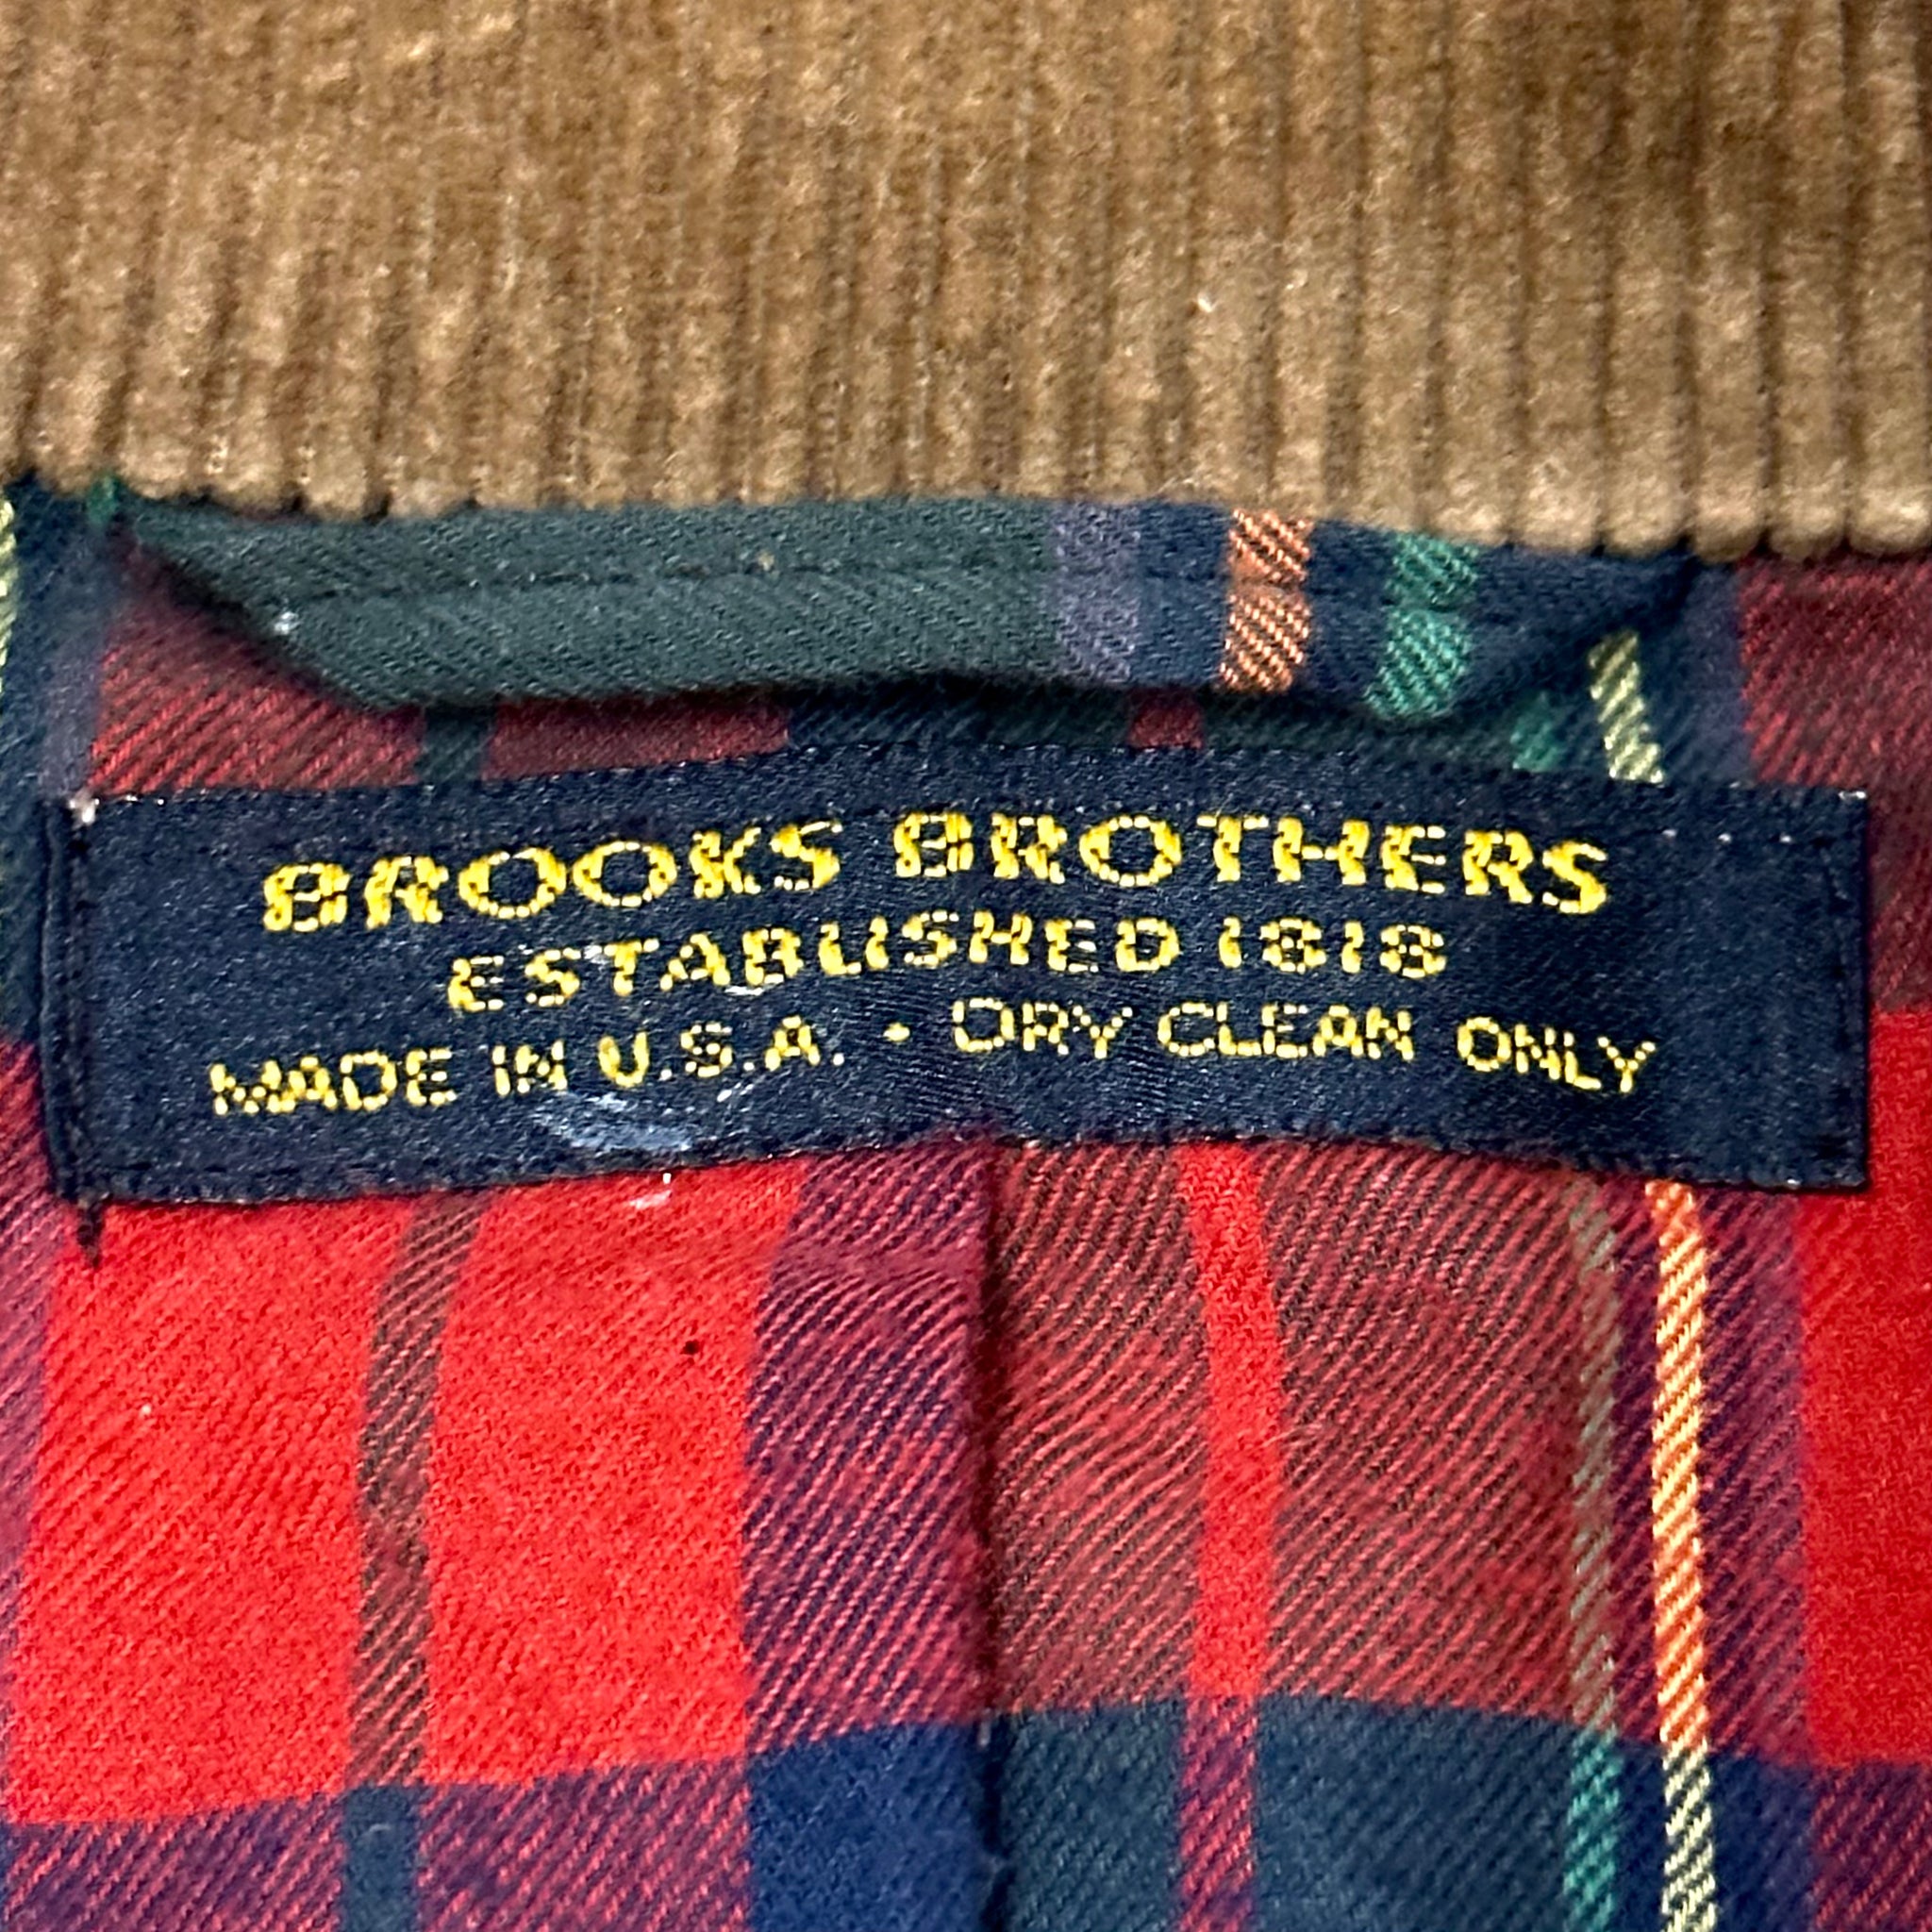 BROOKS BROTHERS
ESTABLISHED 1818
MADE IN U.S.A. · DRY CLEAN ONLY